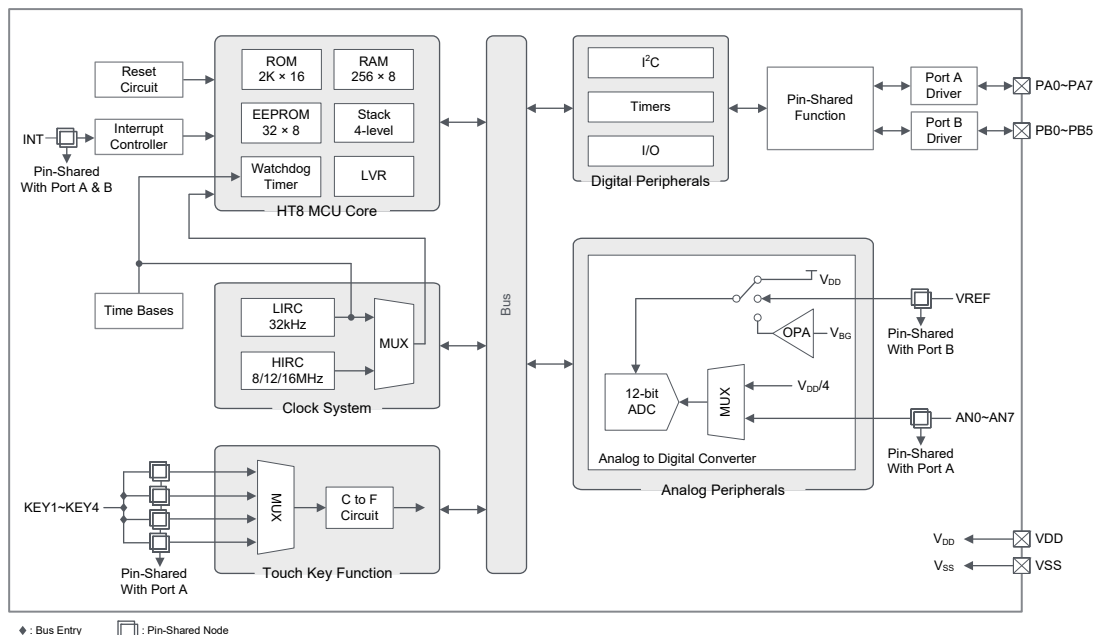 Reset
Circuit
INT
Interrupt
Controller
Pin-Shared
With Port A & B
ROM
2K × 16
RAM
256 × 8
EEPROM
32 × 8
Stack
4-level
Watchdog
Timer
LVR
HT8 MCU Core
Time Bases
LIRC
32kHz
HIRC
8/12/16MHz
MUX
Clock System
KEY1~KEY4
Pin-Shared
With Port A
MUX
C to F
Circuit
Touch Key Function
Bus
I²C
Timers
I/O
Digital Peripherals
Pin-Shared
Function
Port A
Driver
PA0~PA7
Port B
Driver
PB0~PB5
VDD
VREF
Pin-Shared
With Port B
OPA
VBG
12-bit
ADC
MUX
VDD/4
AN0~AN7
Pin-Shared
With Port A
Analog to Digital Converter
Analog Peripherals
VDD
VDD
VSS
VSS
: Bus Entry
: Pin-Shared Node